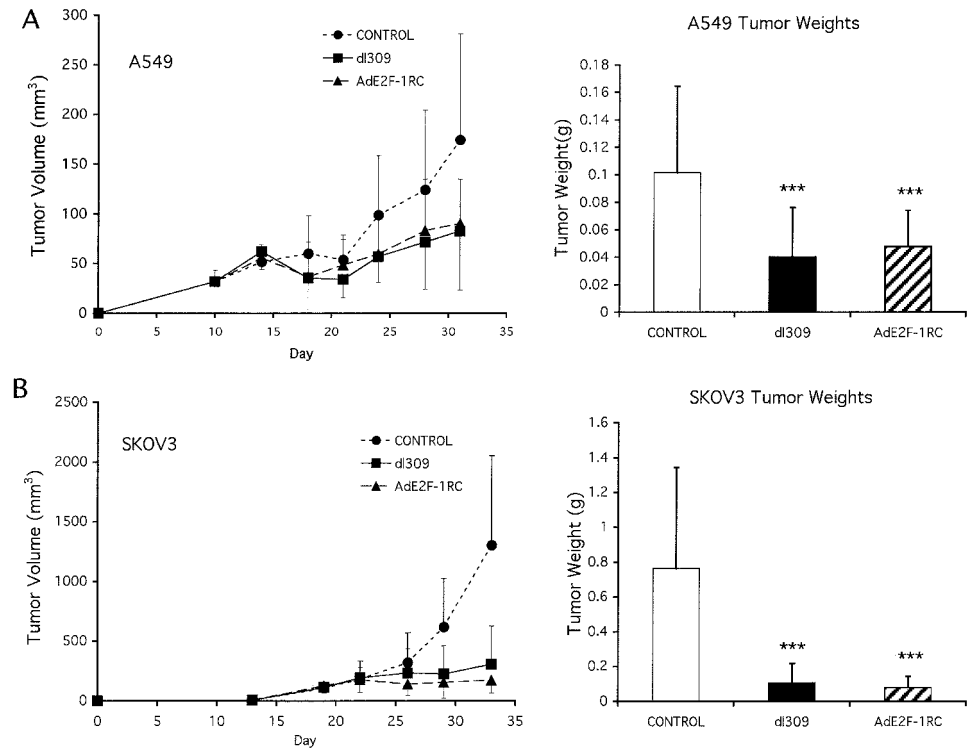 A
A549
CONTROL
dl309
AdE2F-1RC
Tumor Volume (mm3)
300
250
200
150
100
50
0
0 5 10 15 20 25 30 35
Day
A549 Tumor Weights
Tumor Weight(g)
0.18
0.16
0.14
0.12
0.1
0.08
0.06
0.04
0.02
0
*** ***
CONTROL dl309 AdE2F-1RC
B
SKOV3
CONTROL
dl309
AdE2F-1RC
Tumor Volume (mm3)
2500
2000
1500
1000
500
0
0 5 10 15 20 25 30 35
Day
SKOV3 Tumor Weights
Tumor Weight (g)
1.6
1.4
1.2
1
0.8
0.6
0.4
0.2
0
*** ***
CONTROL dl309 AdE2F-1RC